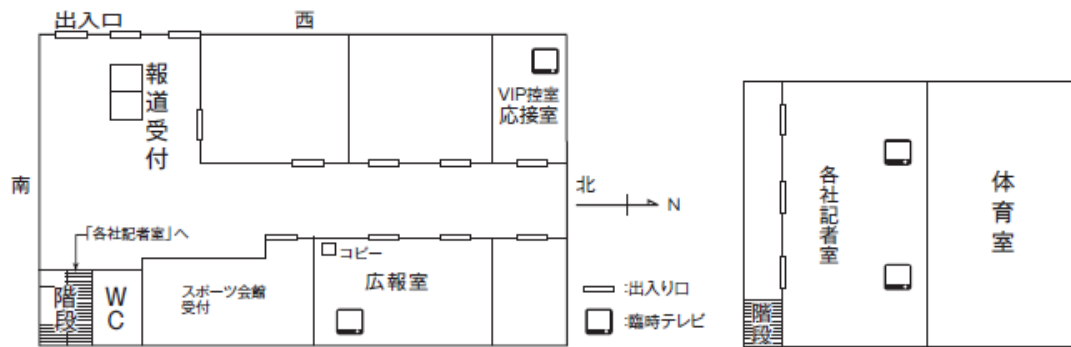 出入口
西
報道受付
VIP控室
応接室
南
北
N
「各社記者室」へ
コピー
広報室
階段
WC
スポーツ会館
受付
:出入り口
:臨時テレビ
各社記者室
体育室
階段